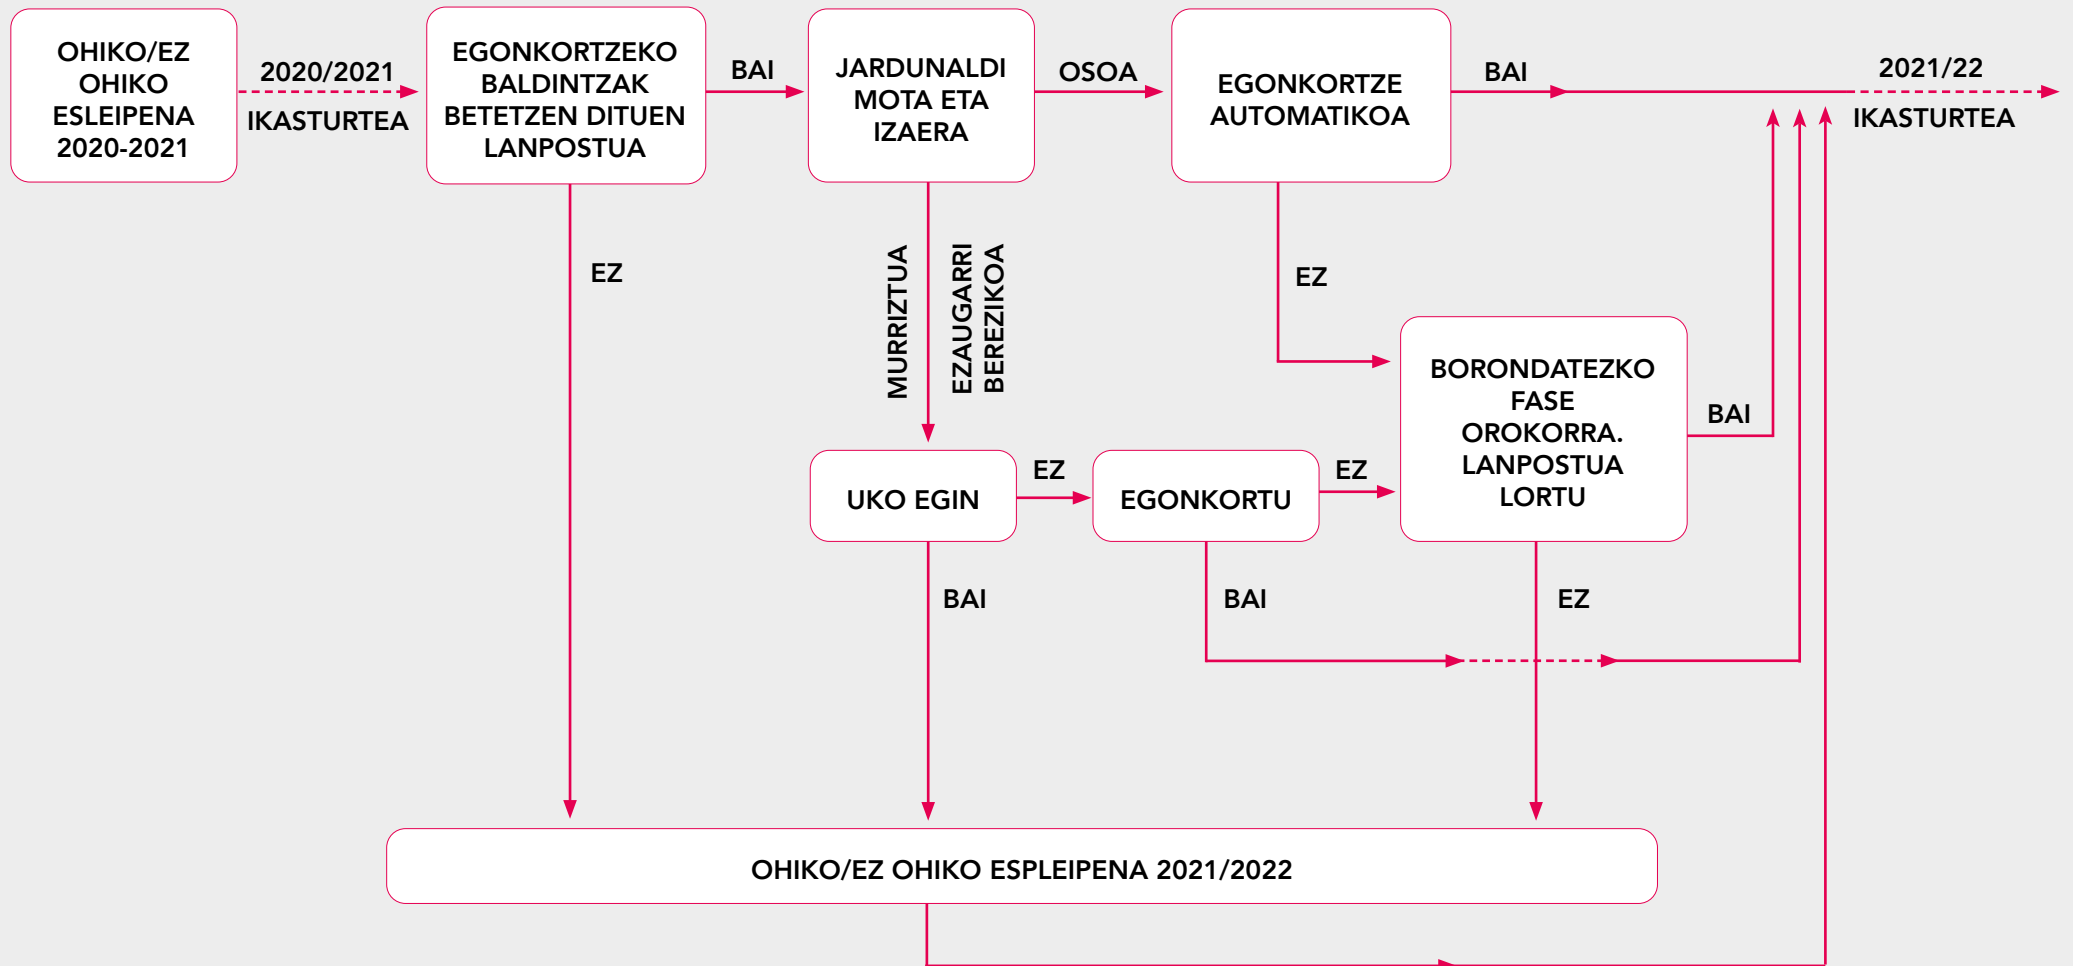 OHIKO/EZ
OHIKO
ESLEIPENA
2020-2021
2020/2021
IKASTURTEA
EGONKORTZEKO
BALDINTZAK
BETETZEN DITUEN
LANPOSTUA
BAI
JARDUNALDI
MOTA ETA
IZAERA
OSOA
EGONKORTZE
AUTOMATIKOA
BAI
2021/22
IKASTURTEA
EZ
MURRIZTUA
EZAUGARRI
BEREZIKOA
EZ
BORONDATEZKO
FASE
OROKORRA.
LANPOSTUA
LORTU
BAI
UKO EGIN
EZ
EGONKORTU
EZ
BAI
BAI
EZ
OHIKO/EZ OHIKO ESPLEIPENA 2021/2022